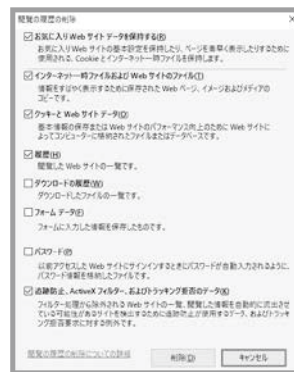 閲覧の履歴の削除
お気に入り Web サイト データを保持する(R)
お気に入り Web サイトの基本設定を保持したり、ページを素早く表示したりするために
使用される、Cookie とインターネット一時ファイルを保持します。
インターネット一時ファイルおよび Web サイトのファイル(T)
情報をすばやく表示するために保存された Web ページ、イメージおよびメディアの
コピーです。
クッキーと Web サイト データ(O)
基本情報の保存または Web サイトのパフォーマンス向上のために Web サイトに
よってコンピューターに格納されたファイルまたはデータベースです。
履歴(H)
閲覧した Web サイトの一覧です。
ダウンロードの履歴(W)
ダウンロードしたファイルの一覧です。
フォーム データ(F)
フォームに入力した情報を保存したものです。
パスワード(P)
以前アクセスした Web サイトにサインインするときにパスワードが自動入力されるように、
パスワード情報を格納したファイルです。
追跡防止、ActiveX フィルター、およびトラッキング拒否のデータ(K)
フィルター処理から除外される Web サイトの一覧、閲覧した情報を自動的に流出させ
ている可能性があるサイトを検出するために追跡防止が使用するデータ、およびトラッキ
ング拒否要求に対する例外です。
閲覧の履歴の削除についての詳細
削除(D)
キャンセル